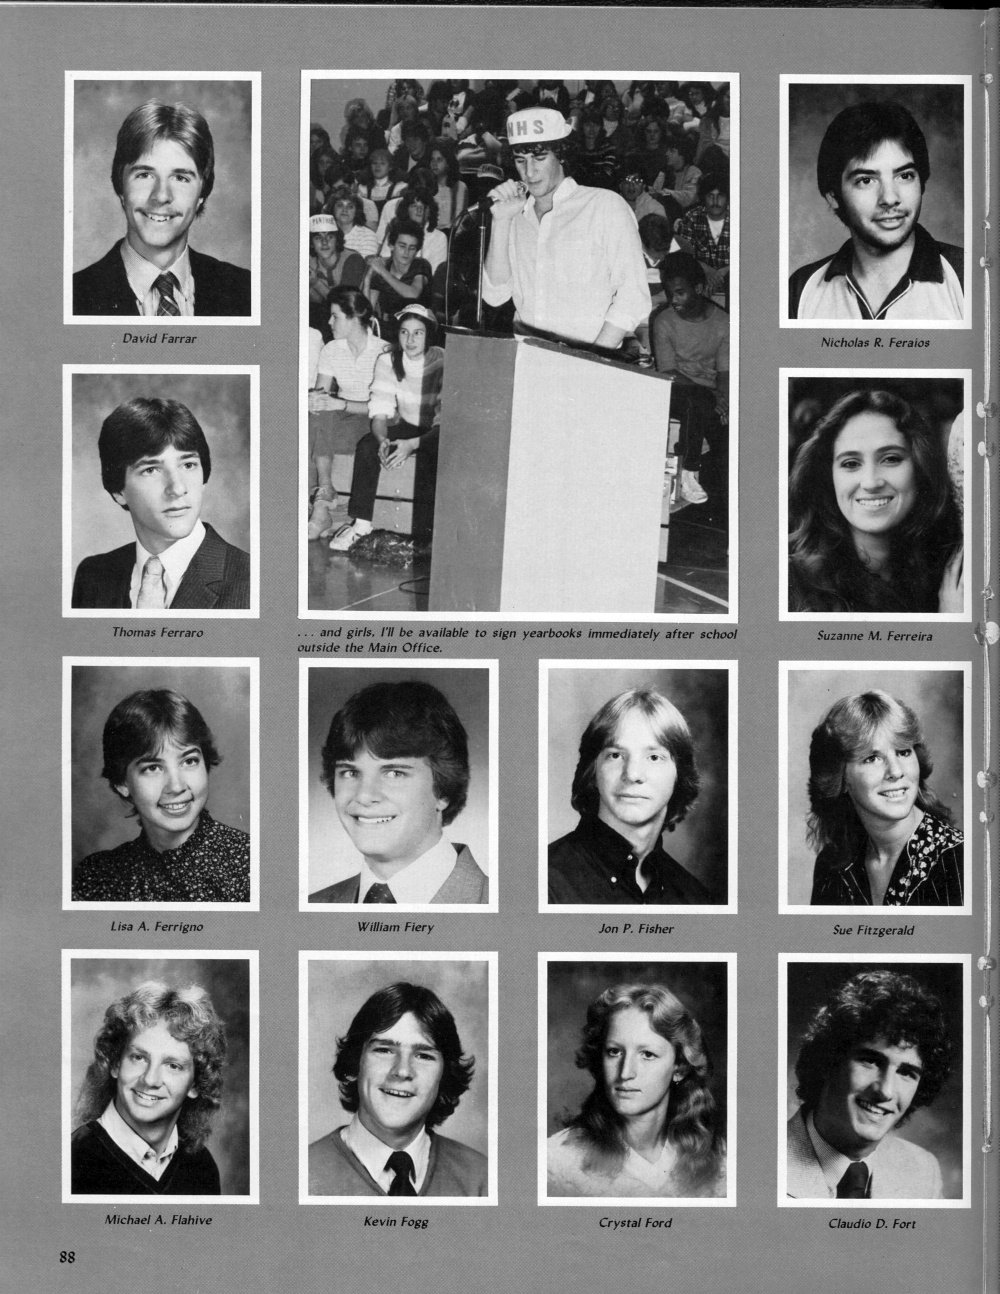 NHS
PANTHERS
David Farrar
Nicholas R. Feraios
Thomas Ferraro
. . . and girls, I'll be available to sign yearbooks immediately after school
outside the Main Office.
Suzanne M. Ferreira
Lisa A. Ferrigno
William Fiery
Jon P. Fisher
Sue Fitzgerald
Michael A. Flahive
Kevin Fogg
Crystal Ford
Claudio D. Fort
88